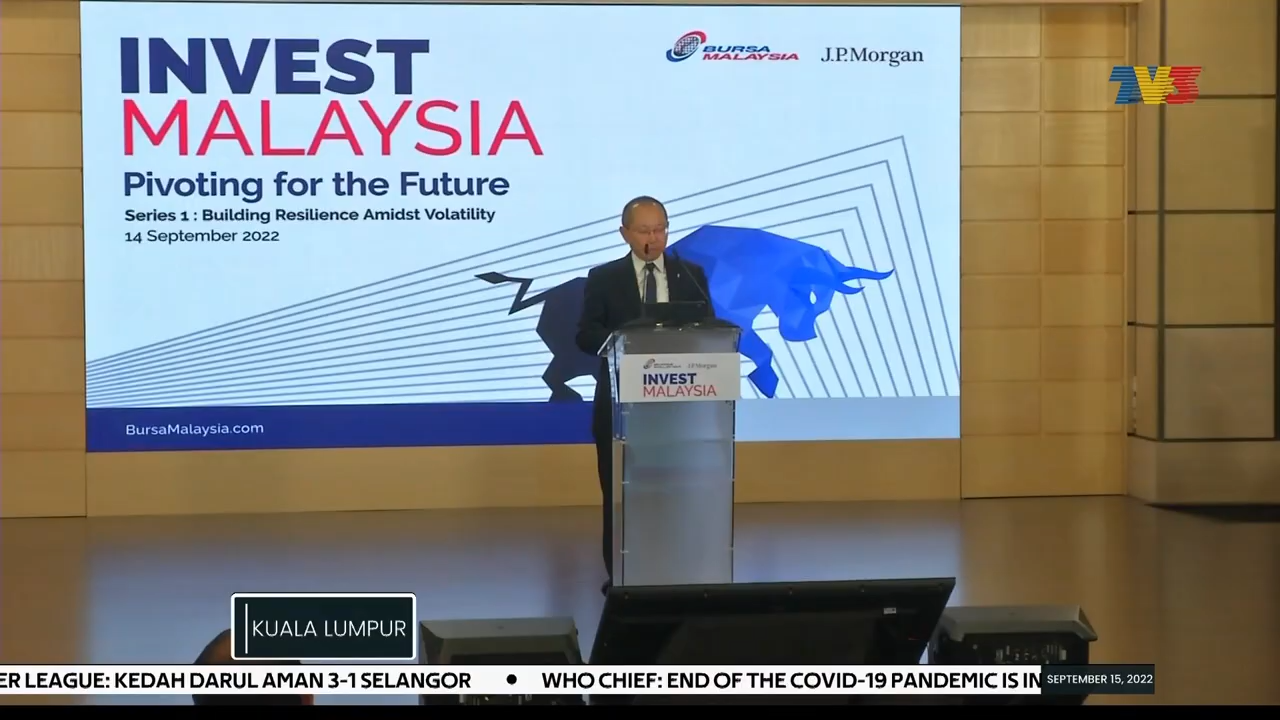 INVEST
MALAYSIA
Pivoting for the Future
Series 1 : Building Resilience Amidst Volatility
14 September 2022
BURSA
MALAYSIA
J.P.Morgan
TV3
BursaMalaysia.com
J.P.Morgan
INVEST
MALAYSIA
KUALA LUMPUR
ER LEAGUE: KEDAH DARUL AMAN 3-1 SELANGOR • WHO CHIEF: END OF THE COVID-19 PANDEMIC IS IN
SEPTEMBER 15, 2022